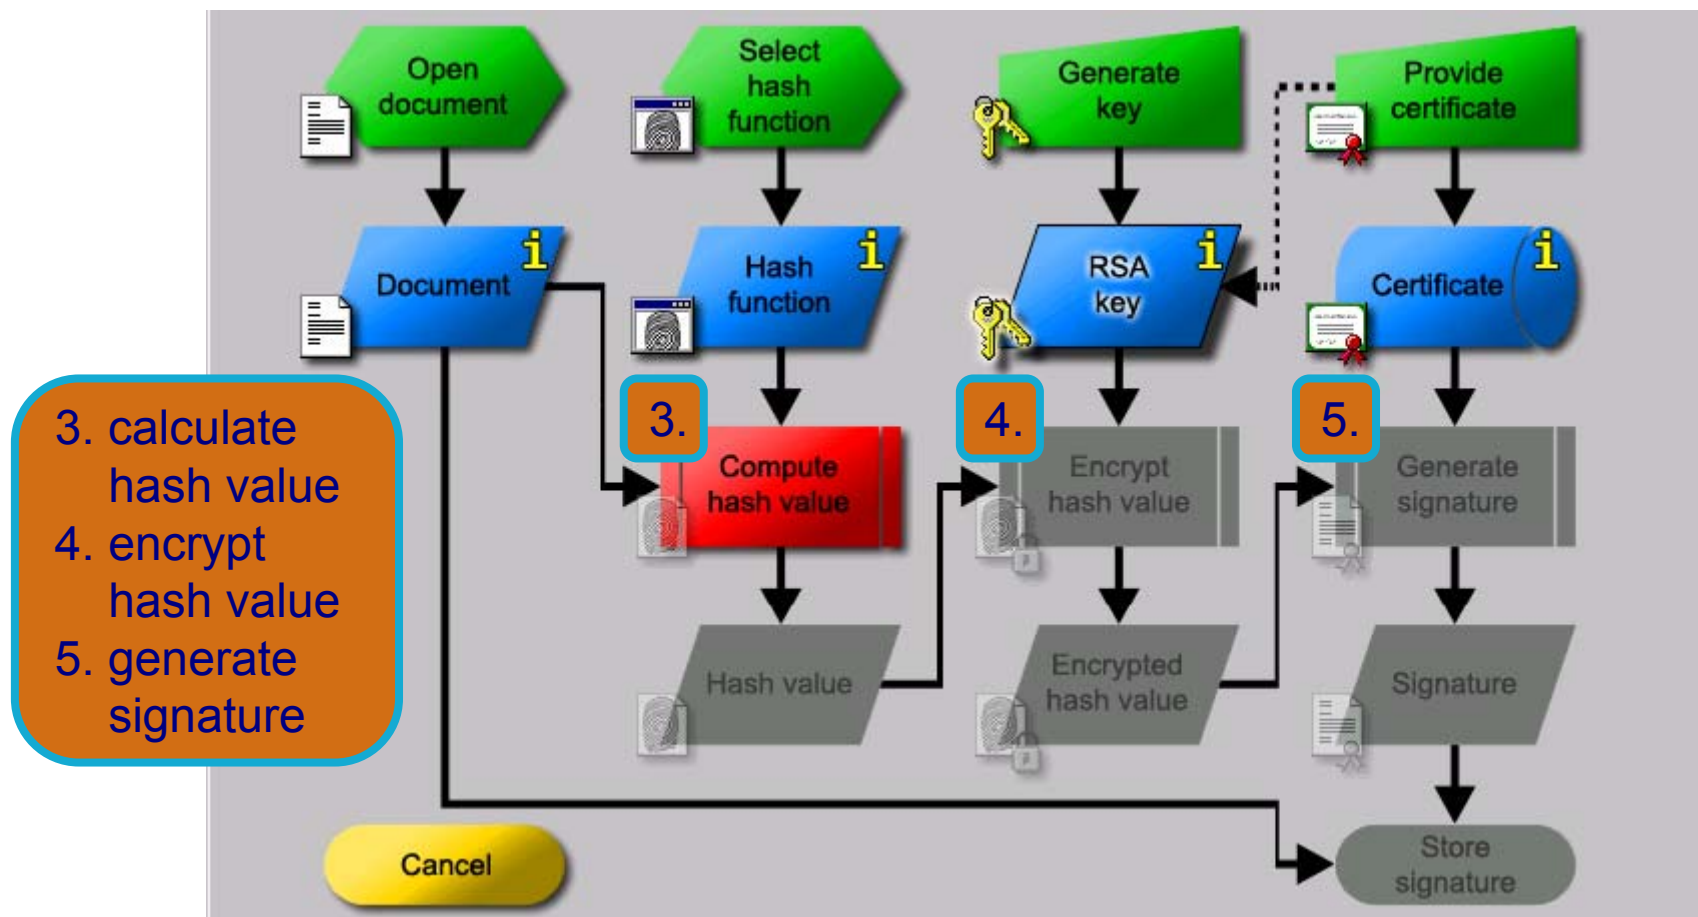 Open
document
Select
hash
function
Generate
key
Provide
certificate
Document
i
Hash
function
i
RSA
key
i
Certificate
i
3. calculate
hash value
4. encrypt
hash value
5. generate
signature
3.
Compute
hash value
4.
Encrypt
hash value
5.
Generate
signature
Hash value
Encrypted
hash value
Signature
Cancel
Store
signature